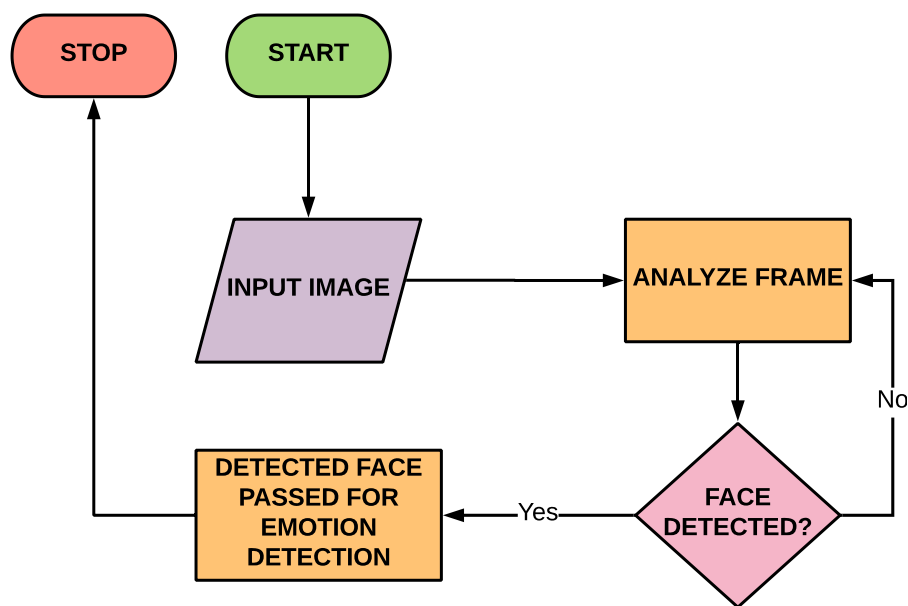 STOP
START
INPUT IMAGE
ANALYZE FRAME
No
DETECTED FACE
PASSED FOR
EMOTION
DETECTION
Yes
FACE
DETECTED?